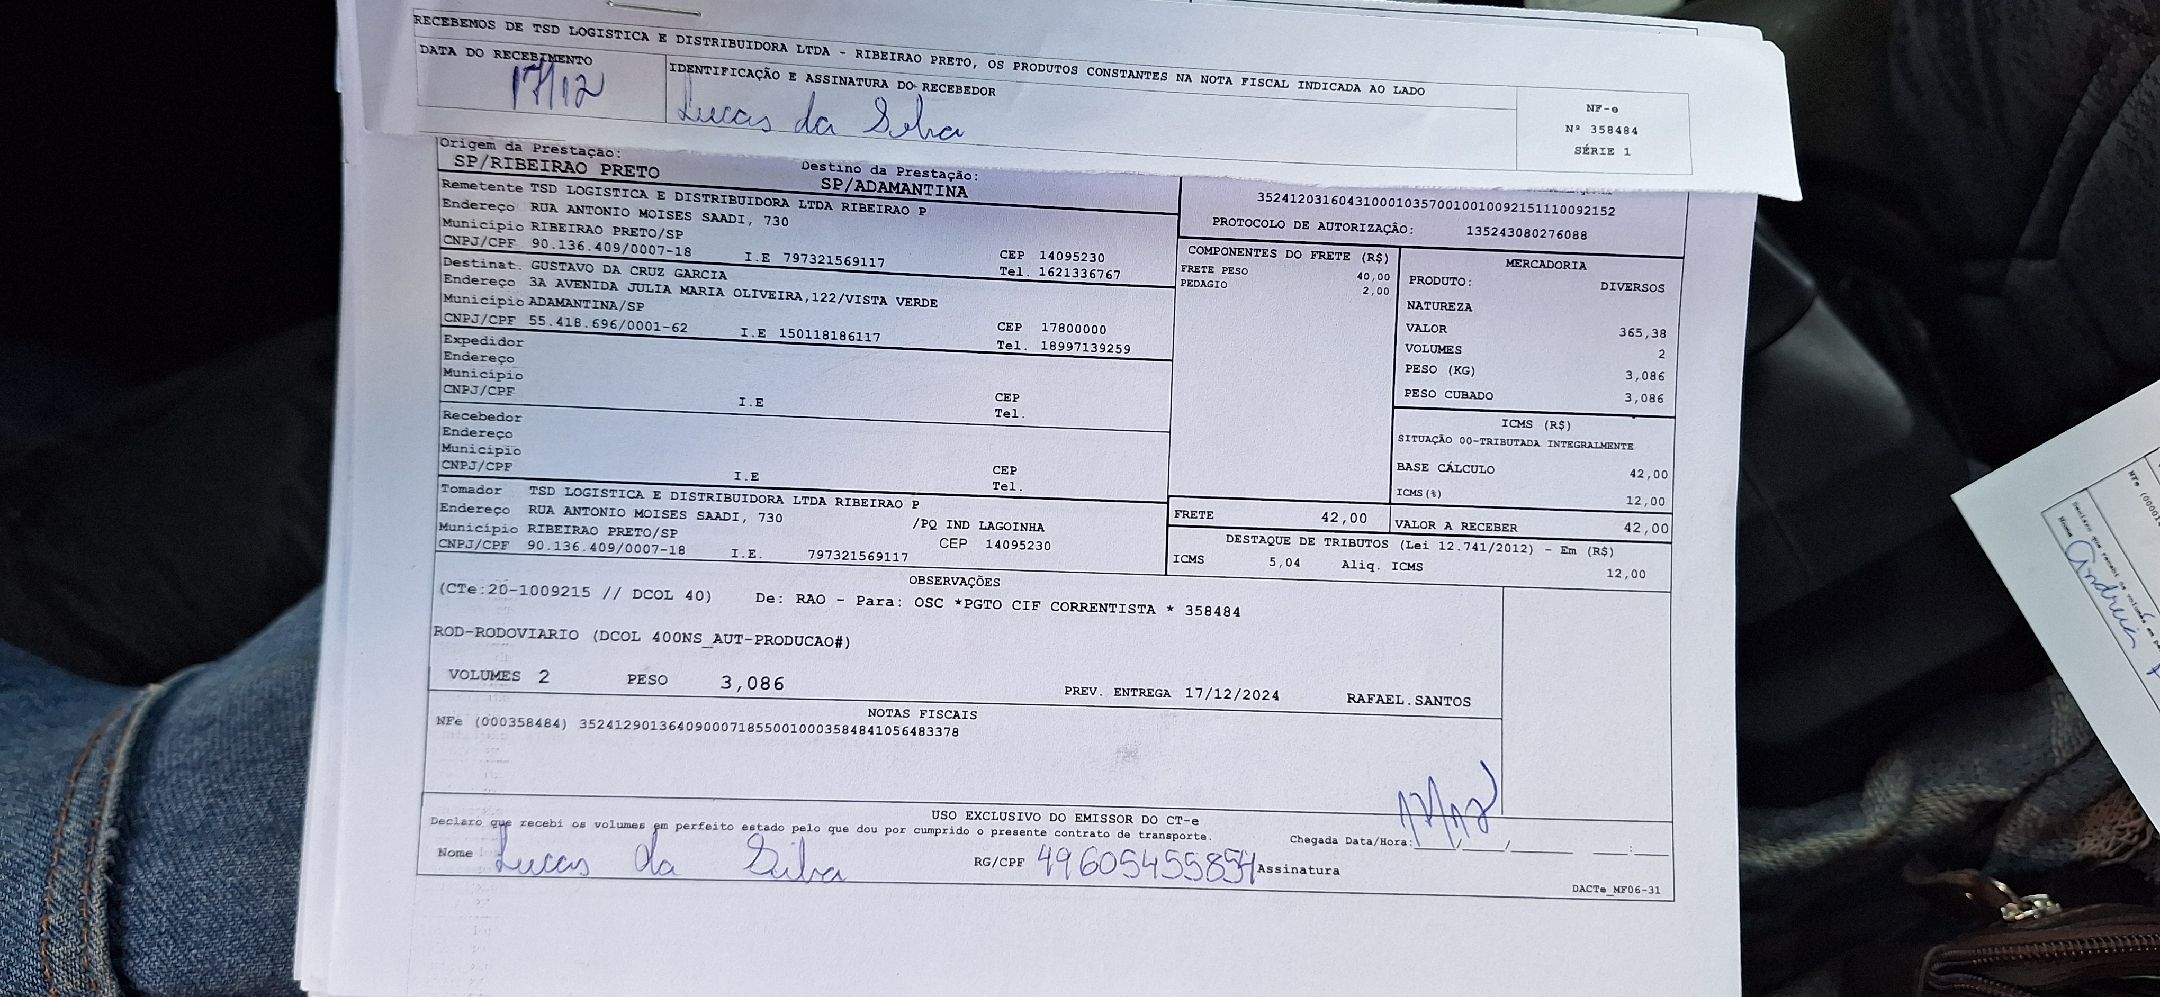 RECEBEMOS DE TSD LOGISTICA E DISTRIBUIDORA LTDA - RIBEIRAO PRETO, OS PRODUTOS CONSTANTES NA NOTA FISCAL INDICADA AO LADO
DATA DO RECEBIMENTO
17/12
IDENTIFICAÇÃO E ASSINATURA DO RECEBEDOR
Lucas da Silva
NF-e
Nº 358484
SÉRIE 1
Origem da Prestação:
SP/RIBEIRAO PRETO
Destino da Prestação:
SP/ADAMANTINA
Remetente TSD LOGISTICA E DISTRIBUIDORA LTDA RIBEIRAO P
Endereço RUA ANTONIO MOISES SAADI, 730
Município RIBEIRAO PRETO/SP CEP 14095230
CNPJ/CPF 90.136.409/0007-18 I.E 797321569117 Tel. 1621336767
Destinat. GUSTAVO DA CRUZ GARCIA
Endereço 3A AVENIDA JULIA MARIA OLIVEIRA,122/VISTA VERDE
Município ADAMANTINA/SP CEP 17800000
CNPJ/CPF 55.418.696/0001-62 I.E 150118186117 Tel. 18997139259
Expedidor
Endereço
Município CEP
CNPJ/CPF I.E Tel.
Recebedor
Endereço
Município CEP
CNPJ/CPF I.E Tel.
Tomador TSD LOGISTICA E DISTRIBUIDORA LTDA RIBEIRAO P
Endereço RUA ANTONIO MOISES SAADI, 730 /PQ IND LAGOINHA
Município RIBEIRAO PRETO/SP CEP 14095230
CNPJ/CPF 90.136.409/0007-18 I.E. 797321569117
35241203160431000103570010010092151110092152
PROTOCOLO DE AUTORIZAÇÃO: 135243080276088
COMPONENTES DO FRETE (R$)
FRETE PESO 40,00
PEDAGIO 2,00
MERCADORIA
PRODUTO: DIVERSOS
NATUREZA
VALOR 365,38
VOLUMES 2
PESO (KG) 3,086
PESO CUBADO 3,086
ICMS (R$)
SITUAÇÃO 00-TRIBUTADA INTEGRALMENTE
BASE CÁLCULO 42,00
ICMS(%) 12,00
FRETE 42,00 VALOR A RECEBER 42,00
DESTAQUE DE TRIBUTOS (Lei 12.741/2012) - Em (R$)
ICMS 5,04 Aliq. ICMS 12,00
OBSERVAÇÕES
(CTe:20-1009215 // DCOL 40) De: RAO - Para: OSC *PGTO CIF CORRENTISTA * 358484
ROD-RODOVIARIO (DCOL 400NS_AUT-PRODUCAO#)
VOLUMES 2 PESO 3,086 PREV. ENTREGA 17/12/2024 RAFAEL.SANTOS
NOTAS FISCAIS
NFe (000358484) 35241290136409000718550010003584841056483378
USO EXCLUSIVO DO EMISSOR DO CT-e
Declaro que recebi os volumes em perfeito estado pelo que dou por cumprido o presente contrato de transporte.
Chegada Data/Hora: 17/12
Nome Lucas da Silva RG/CPF 49605455854 Assinatura
DACTe_MF06-31
Nome Andreia